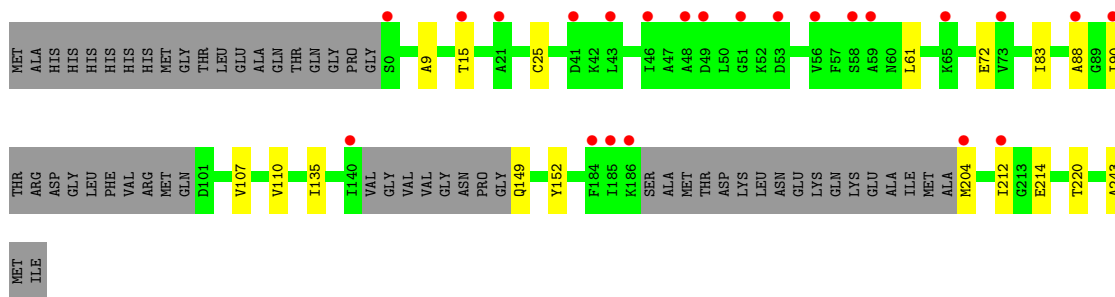 MET ALA HIS HIS HIS HIS HIS HIS MET GLY THR LEU GLU ALA GLN THR GLN GLY PRO GLY S0 A9 T15 A21 C25 D41 K42 L43 I46 A47 A48 D49 L50 G51 K52 D53 V56 F57 S58 A59 N60 L61 K65 E72 V73 I83 A88 G89 I90
THR ARG ASP GLY LEU PHE VAL ARG MET GLN D101 V107 V110 I135 I140 VAL GLY VAL VAL GLY ASN PRO GLY Q149 Y152 F184 I185 K186 SER ALA MET THR ASP LYS LEU ASN GLU LYS GLN LYS GLU ALA ILE MET ALA M204 I212 G213 E214 T220 A243
MET ILE